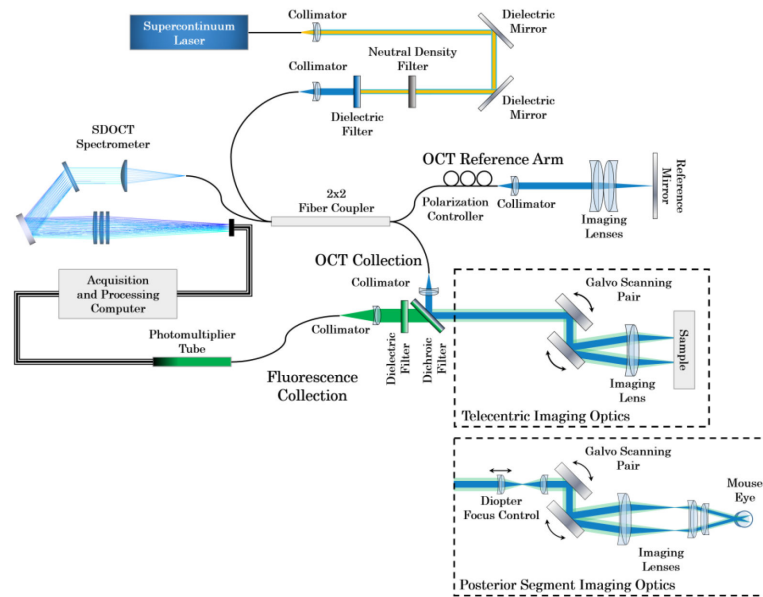 Supercontinuum
Laser
Collimator
Dielectric
Mirror
Collimator
Neutral Density
Filter
Dielectric
Filter
Dielectric
Mirror
SDOCT
Spectrometer
2x2
Fiber Coupler
OCT Reference Arm
Polarization
Controller
Collimator
Imaging
Lenses
Reference
Mirror
OCT Collection
Collimator
Acquisition
and Processing
Computer
Photomultiplier
Tube
Collimator
Dielectric
Filter
Dichroic
Filter
Fluorescence
Collection
Galvo Scanning
Pair
Imaging
Lens
Sample
Telecentric Imaging Optics
Galvo Scanning
Pair
Diopter
Focus Control
Imaging
Lenses
Mouse
Eye
Posterior Segment Imaging Optics